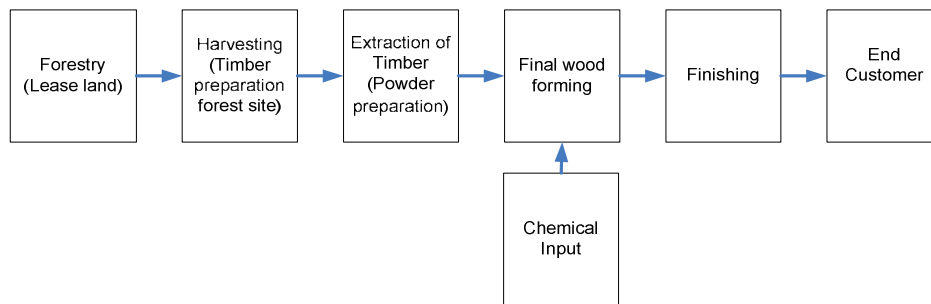 Forestry
(Lease land)
Harvesting
(Timber
preparation
forest site)
Extraction of
Timber
(Powder
preparation)
Final wood
forming
Finishing
End
Customer
Chemical
Input